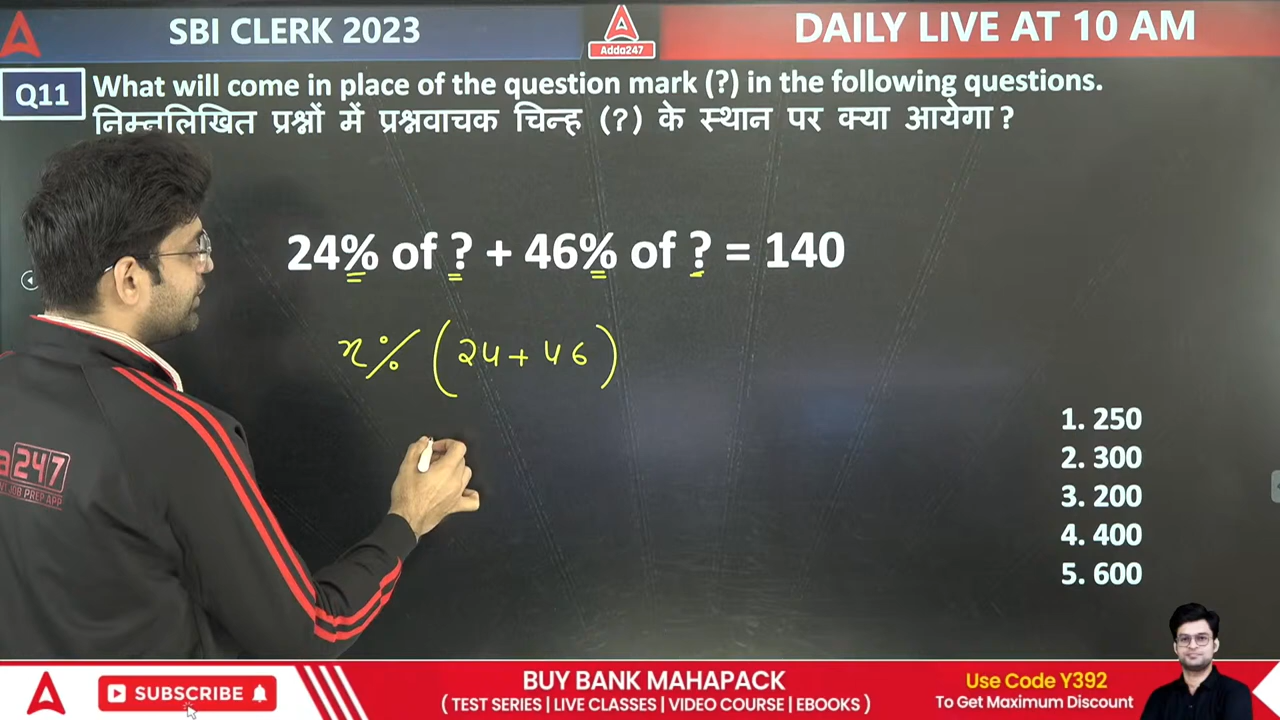 SBI CLERK 2023
Adda247
DAILY LIVE AT 10 AM
Q11
What will come in place of the question mark (?) in the following questions.
निम्नलिखित प्रश्नों में प्रश्नवाचक चिन्ह (?) के स्थान पर क्या आयेगा ?
24% of ? + 46% of ? = 140
x% (24+46)
1. 250
2. 300
3. 200
4. 400
5. 600
a247
JOB PREP APP
SUBSCRIBE
BUY BANK MAHAPACK
( TEST SERIES | LIVE CLASSES | VIDEO COURSE | EBOOKS )
Use Code Y392
To Get Maximum Discount